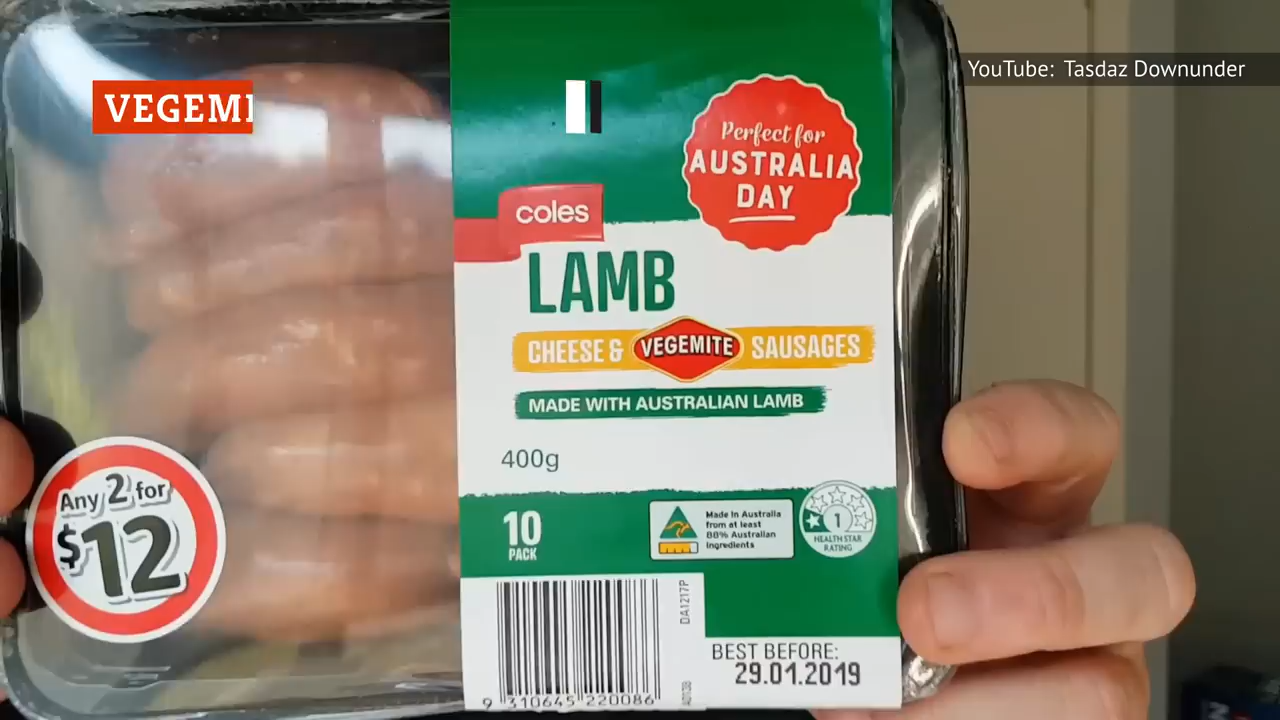 YouTube: Tasdaz Downunder
VEGEMI
Perfect for
AUSTRALIA
DAY
coles
LAMB
CHEESE & VEGEMITE SAUSAGES
MADE WITH AUSTRALIAN LAMB
400g
Any 2 for
$12
10
PACK
Made in Australia
from at least
88% Australian
ingredients
1
HEALTH STAR
RATING
DA1217P
BEST BEFORE:
29.01.2019
9 310645 220086